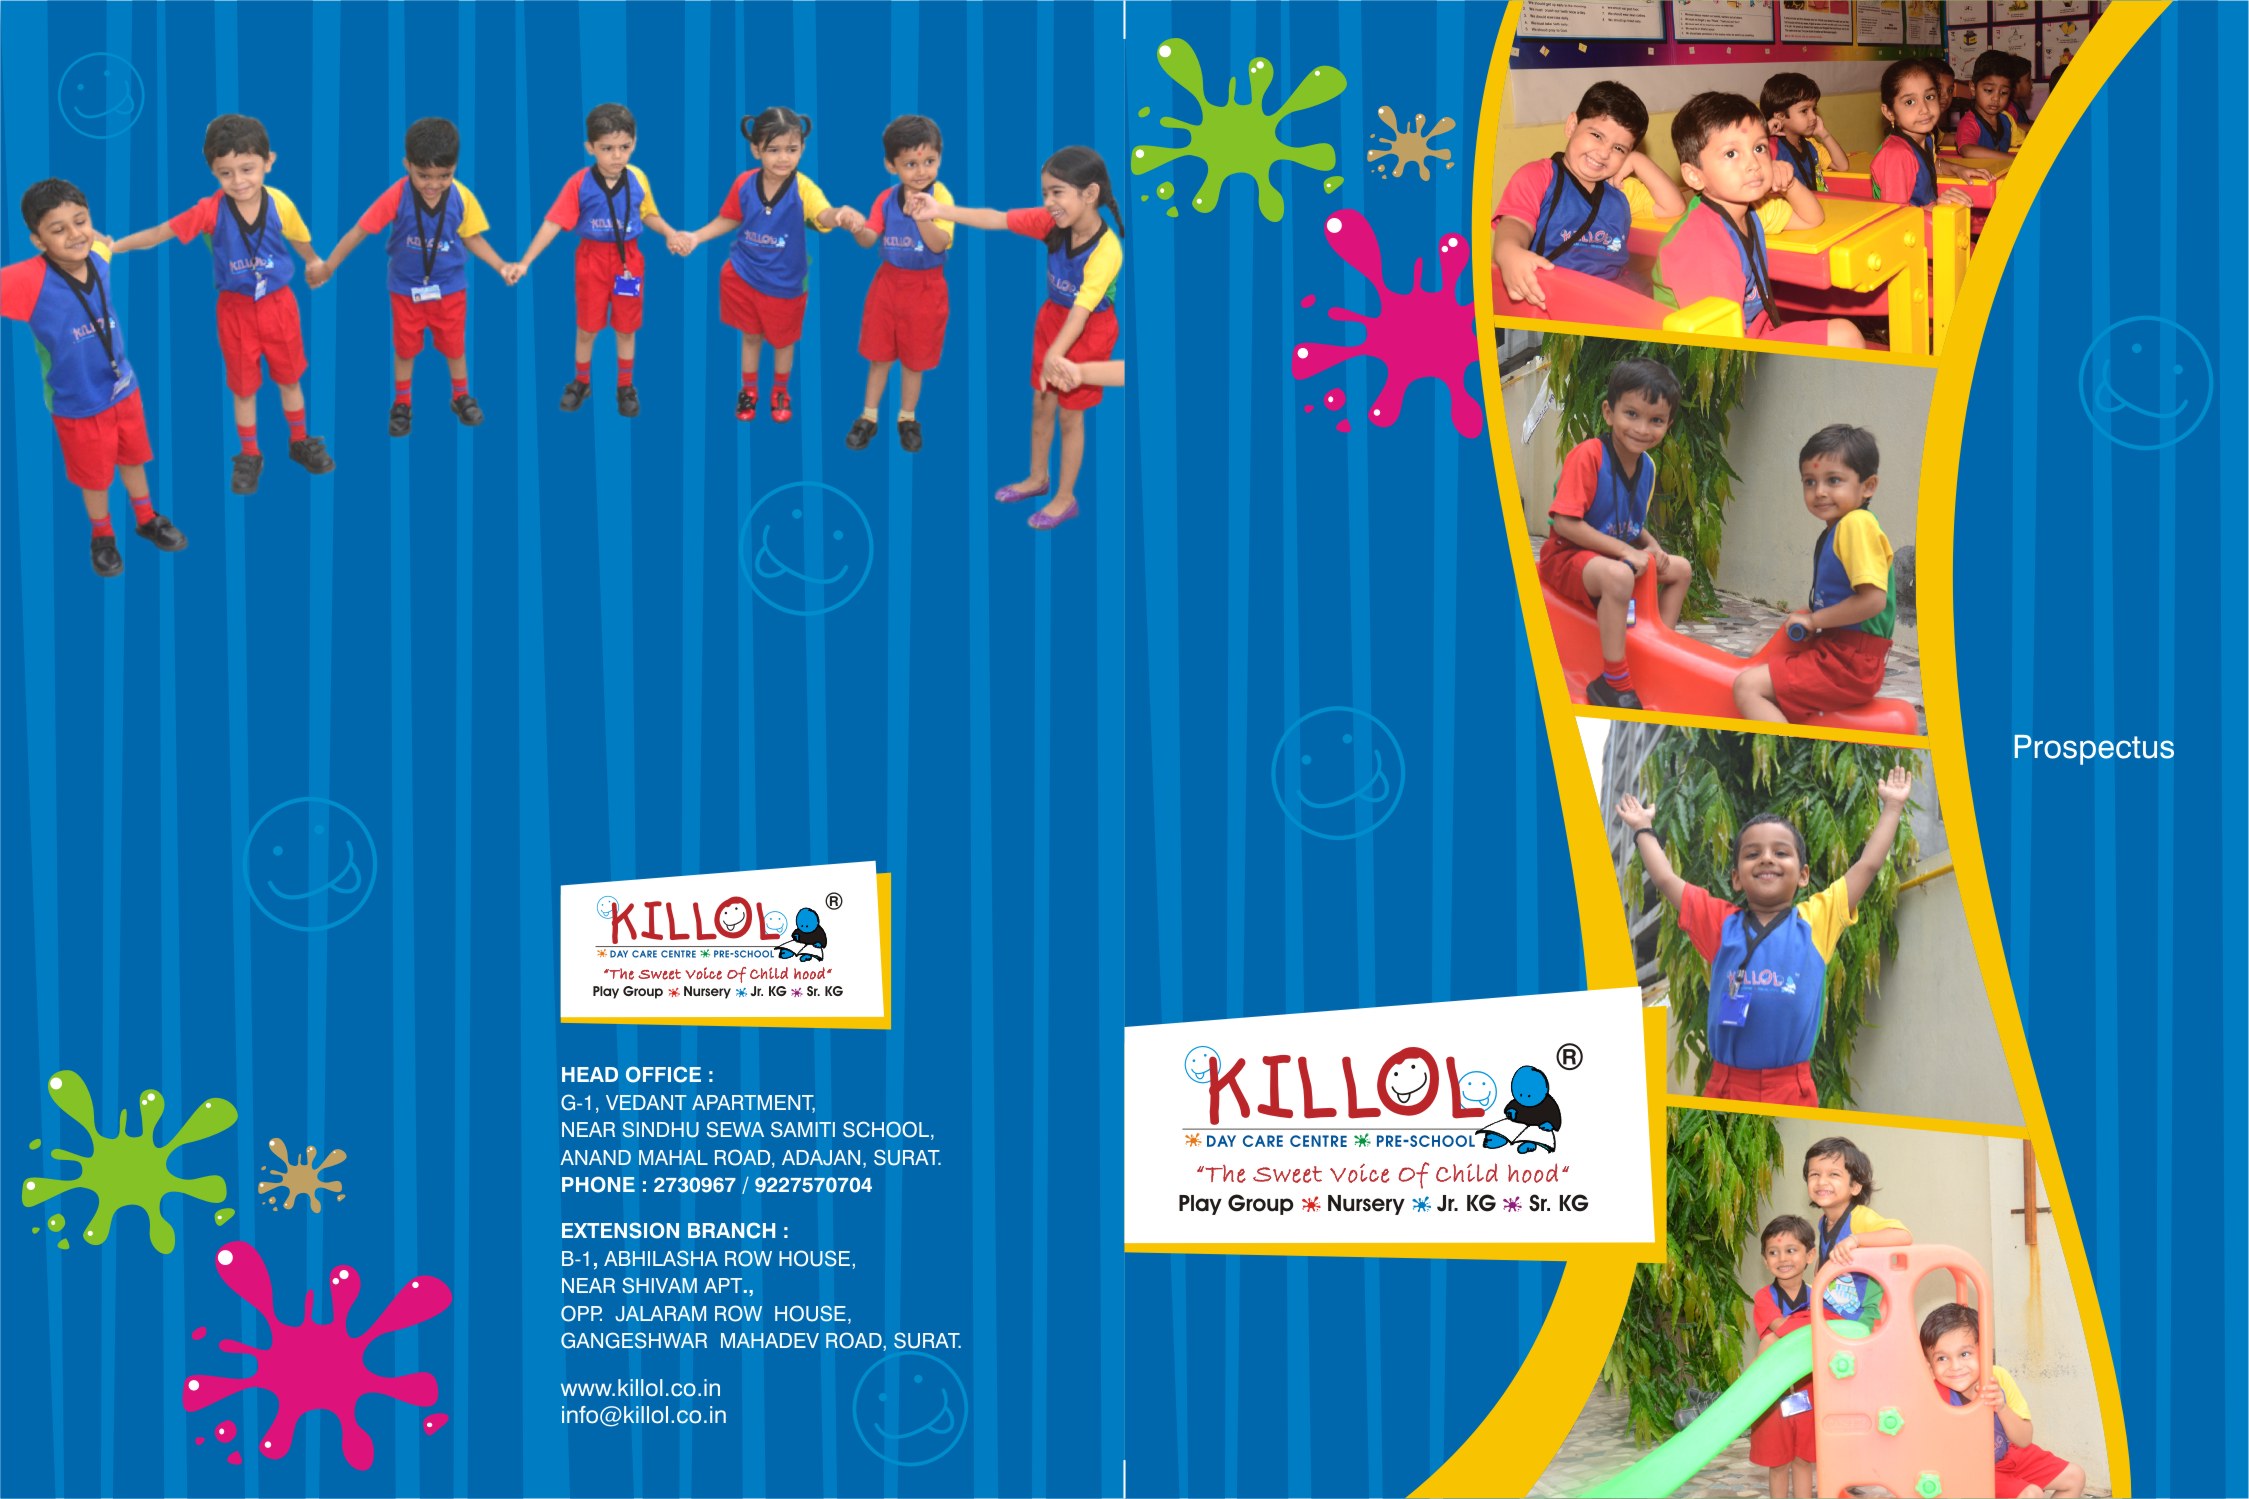 KILLOL ®
DAY CARE CENTRE PRE-SCHOOL
"The Sweet Voice Of Child hood"
Play Group Nursery Jr. KG Sr. KG
HEAD OFFICE :
G-1, VEDANT APARTMENT,
NEAR SINDHU SEWA SAMITI SCHOOL,
ANAND MAHAL ROAD, ADAJAN, SURAT.
PHONE : 2730967 / 9227570704
EXTENSION BRANCH :
B-1, ABHILASHA ROW HOUSE,
NEAR SHIVAM APT.,
OPP. JALARAM ROW HOUSE,
GANGESHWAR MAHADEV ROAD, SURAT.
www.killol.co.in
info@killol.co.in
Prospectus
KILLOL ®
DAY CARE CENTRE PRE-SCHOOL
"The Sweet Voice Of Child hood"
Play Group Nursery Jr. KG Sr. KG